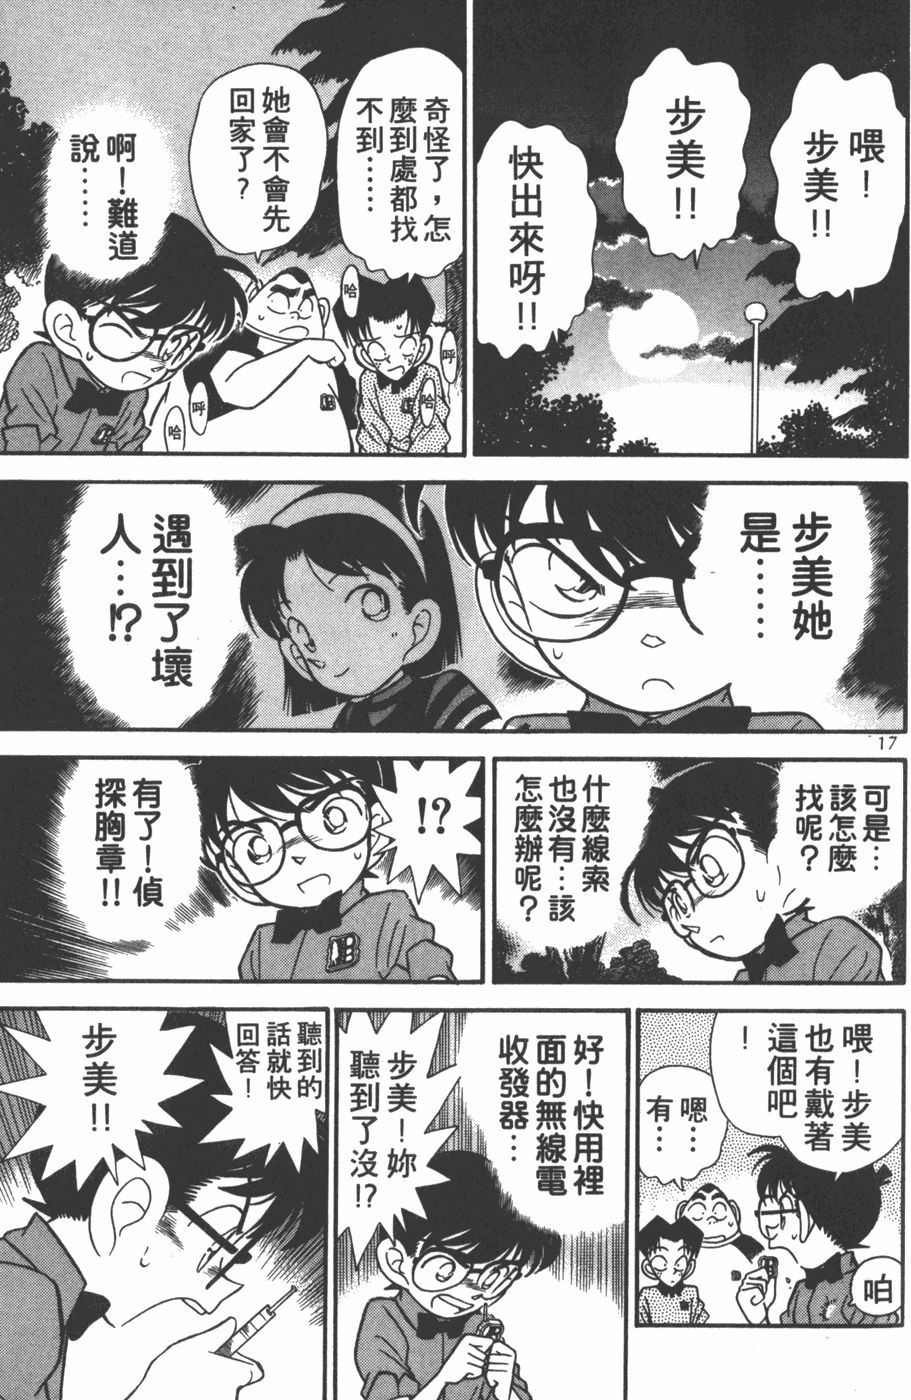 喂！
步美!!
步美!!
快出來呀!!
奇怪了，怎
麼到處都找
不到……
她會不會先
回家了？
啊！難道
說……
哈
呼
哈
呼
哈
步美她
是……
遇到了壞
人…!?
17
可是…
該怎麼
找呢？
什麼線索
也沒有…該
怎麼辦呢？
!?
有了！偵
探胸章!!
喂！步美
也有戴著
這個吧
！
嗯…
有…
咱
好！快用裡
面的無線電
收發器…
步美！妳
聽到了沒!?
聽到的
話就快
回答！
步美!!